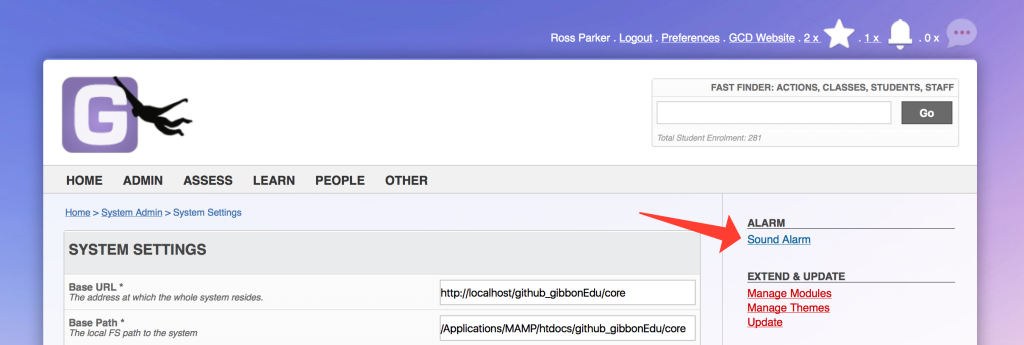 Ross Parker . Logout . Preferences . GCD Website . 2 x . 1 x . 0 x
G
FAST FINDER: ACTIONS, CLASSES, STUDENTS, STAFF
Go
Total Student Enrolment: 281
HOME ADMIN ASSESS LEARN PEOPLE OTHER
Home > System Admin > System Settings
SYSTEM SETTINGS
Base URL *
The address at which the whole system resides.
http://localhost/github_gibbonEdu/core
Base Path *
The local FS path to the system
/Applications/MAMP/htdocs/github_gibbonEdu/core
ALARM
Sound Alarm
EXTEND & UPDATE
Manage Modules
Manage Themes
Update